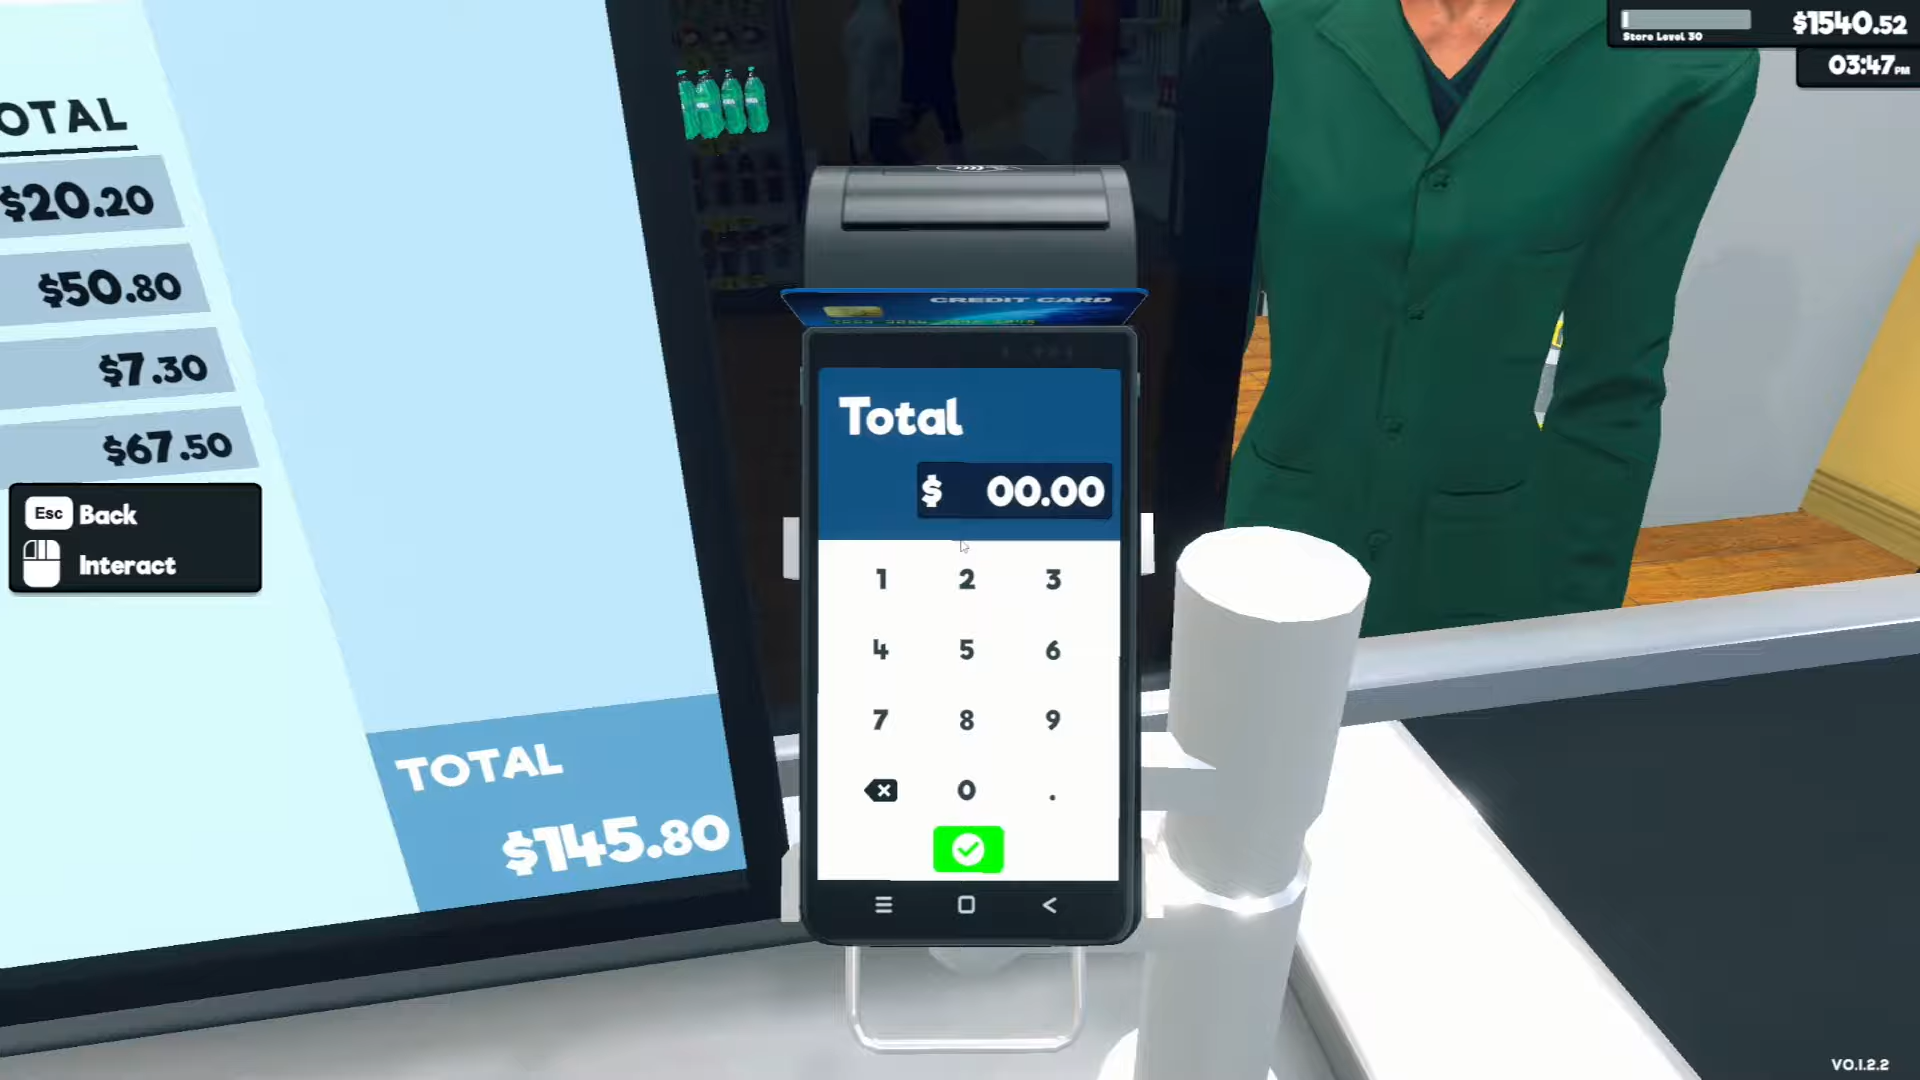 OTAL
$20.20
$50.80
$7.30
$67.50
Esc Back
Interact
TOTAL
$145.80
CREDIT CARD
Total
$ 00.00
1 2 3
4 5 6
7 8 9
0 .
Store Level 30
$1540.52
03:47PM
V0.1.2.2